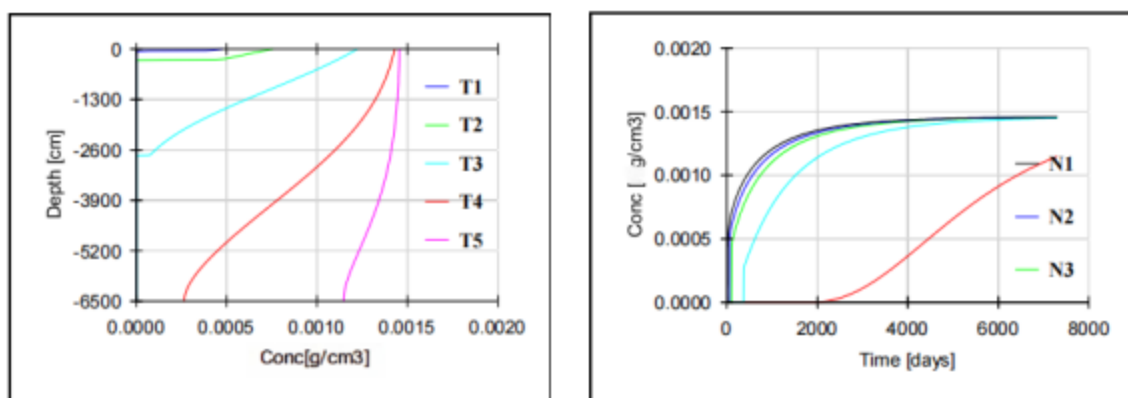 0
-1300
-2600
-3900
-5200
-6500
Depth [cm]
0.0000
0.0005
0.0010
0.0015
0.0020
Conc[g/cm3]
T1
T2
T3
T4
T5
0.0020
0.0015
0.0010
0.0005
0.0000
Conc [ g/cm3]
0
2000
4000
6000
8000
Time [days]
N1
N2
N3